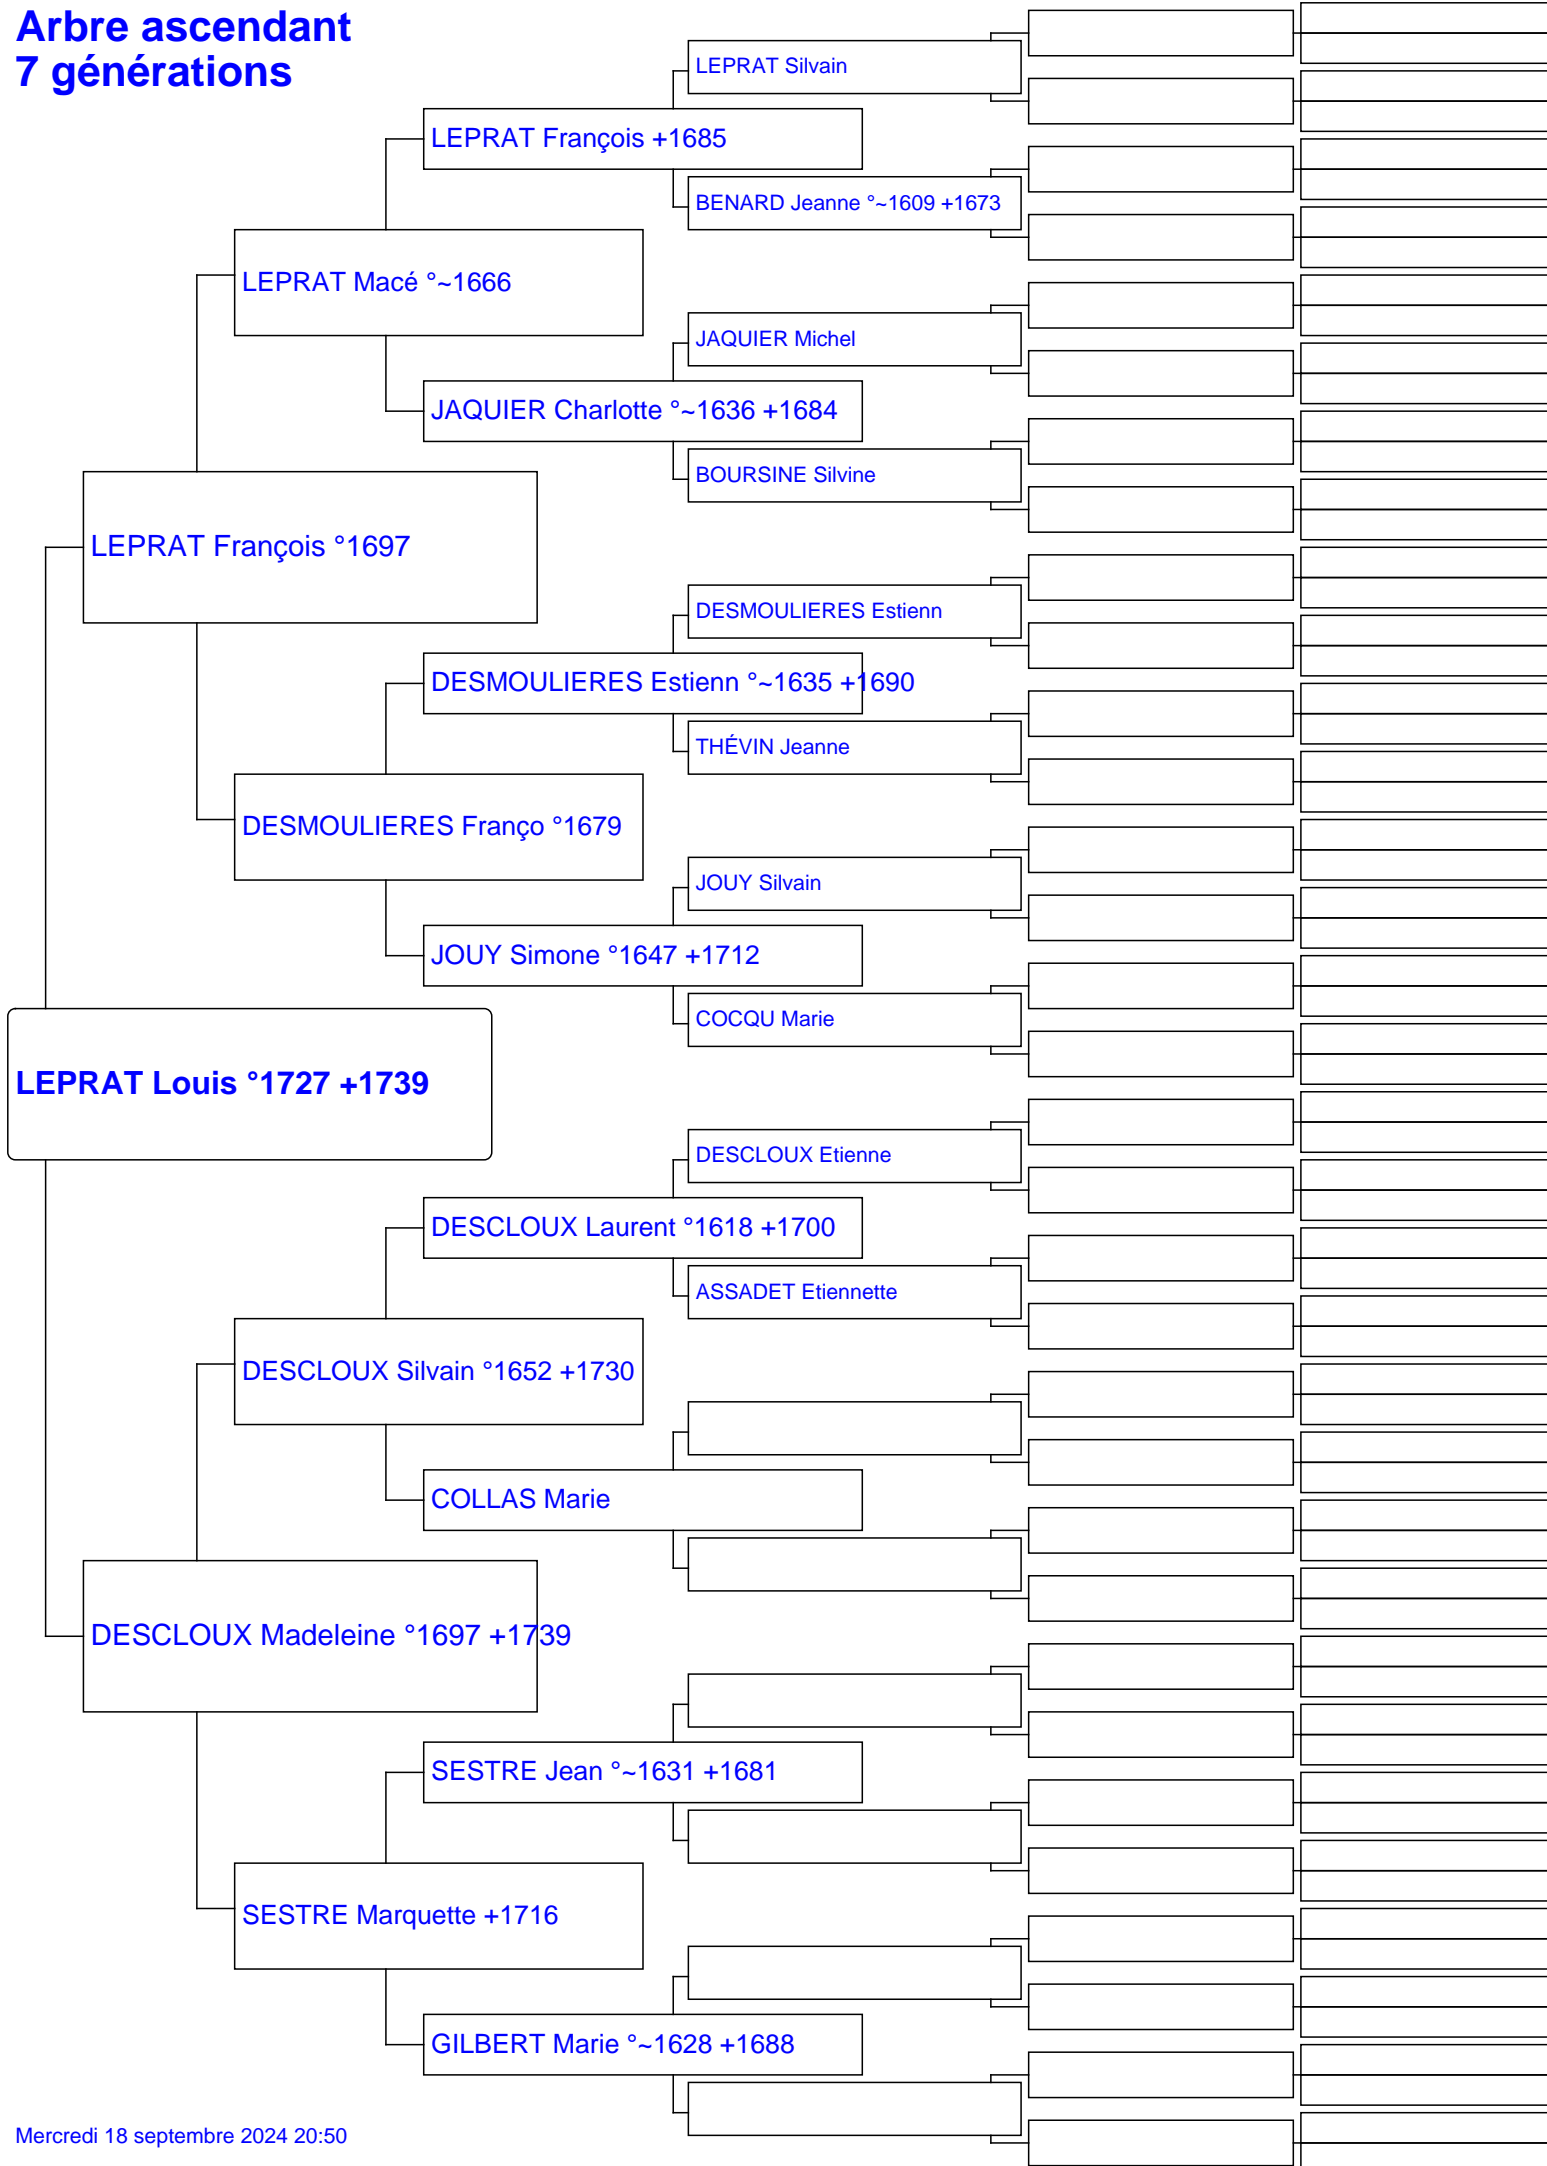 Arbre ascendant
7 générations
LEPRAT Silvain
LEPRAT François +1685
BENARD Jeanne °~1609 +1673
LEPRAT Macé °~1666
JAQUIER Michel
JAQUIER Charlotte °~1636 +1684
BOURSINE Silvine
LEPRAT François °1697
DESMOULIERES Estienn
DESMOULIERES Estienn °~1635 +1690
THÉVIN Jeanne
DESMOULIERES Franço °1679
JOUY Silvain
JOUY Simone °1647 +1712
COCQU Marie
LEPRAT Louis °1727 +1739
DESCLOUX Etienne
DESCLOUX Laurent °1618 +1700
ASSADET Etiennette
DESCLOUX Silvain °1652 +1730
COLLAS Marie
DESCLOUX Madeleine °1697 +1739
SESTRE Jean °~1631 +1681
SESTRE Marquette +1716
GILBERT Marie °~1628 +1688
Mercredi 18 septembre 2024 20:50